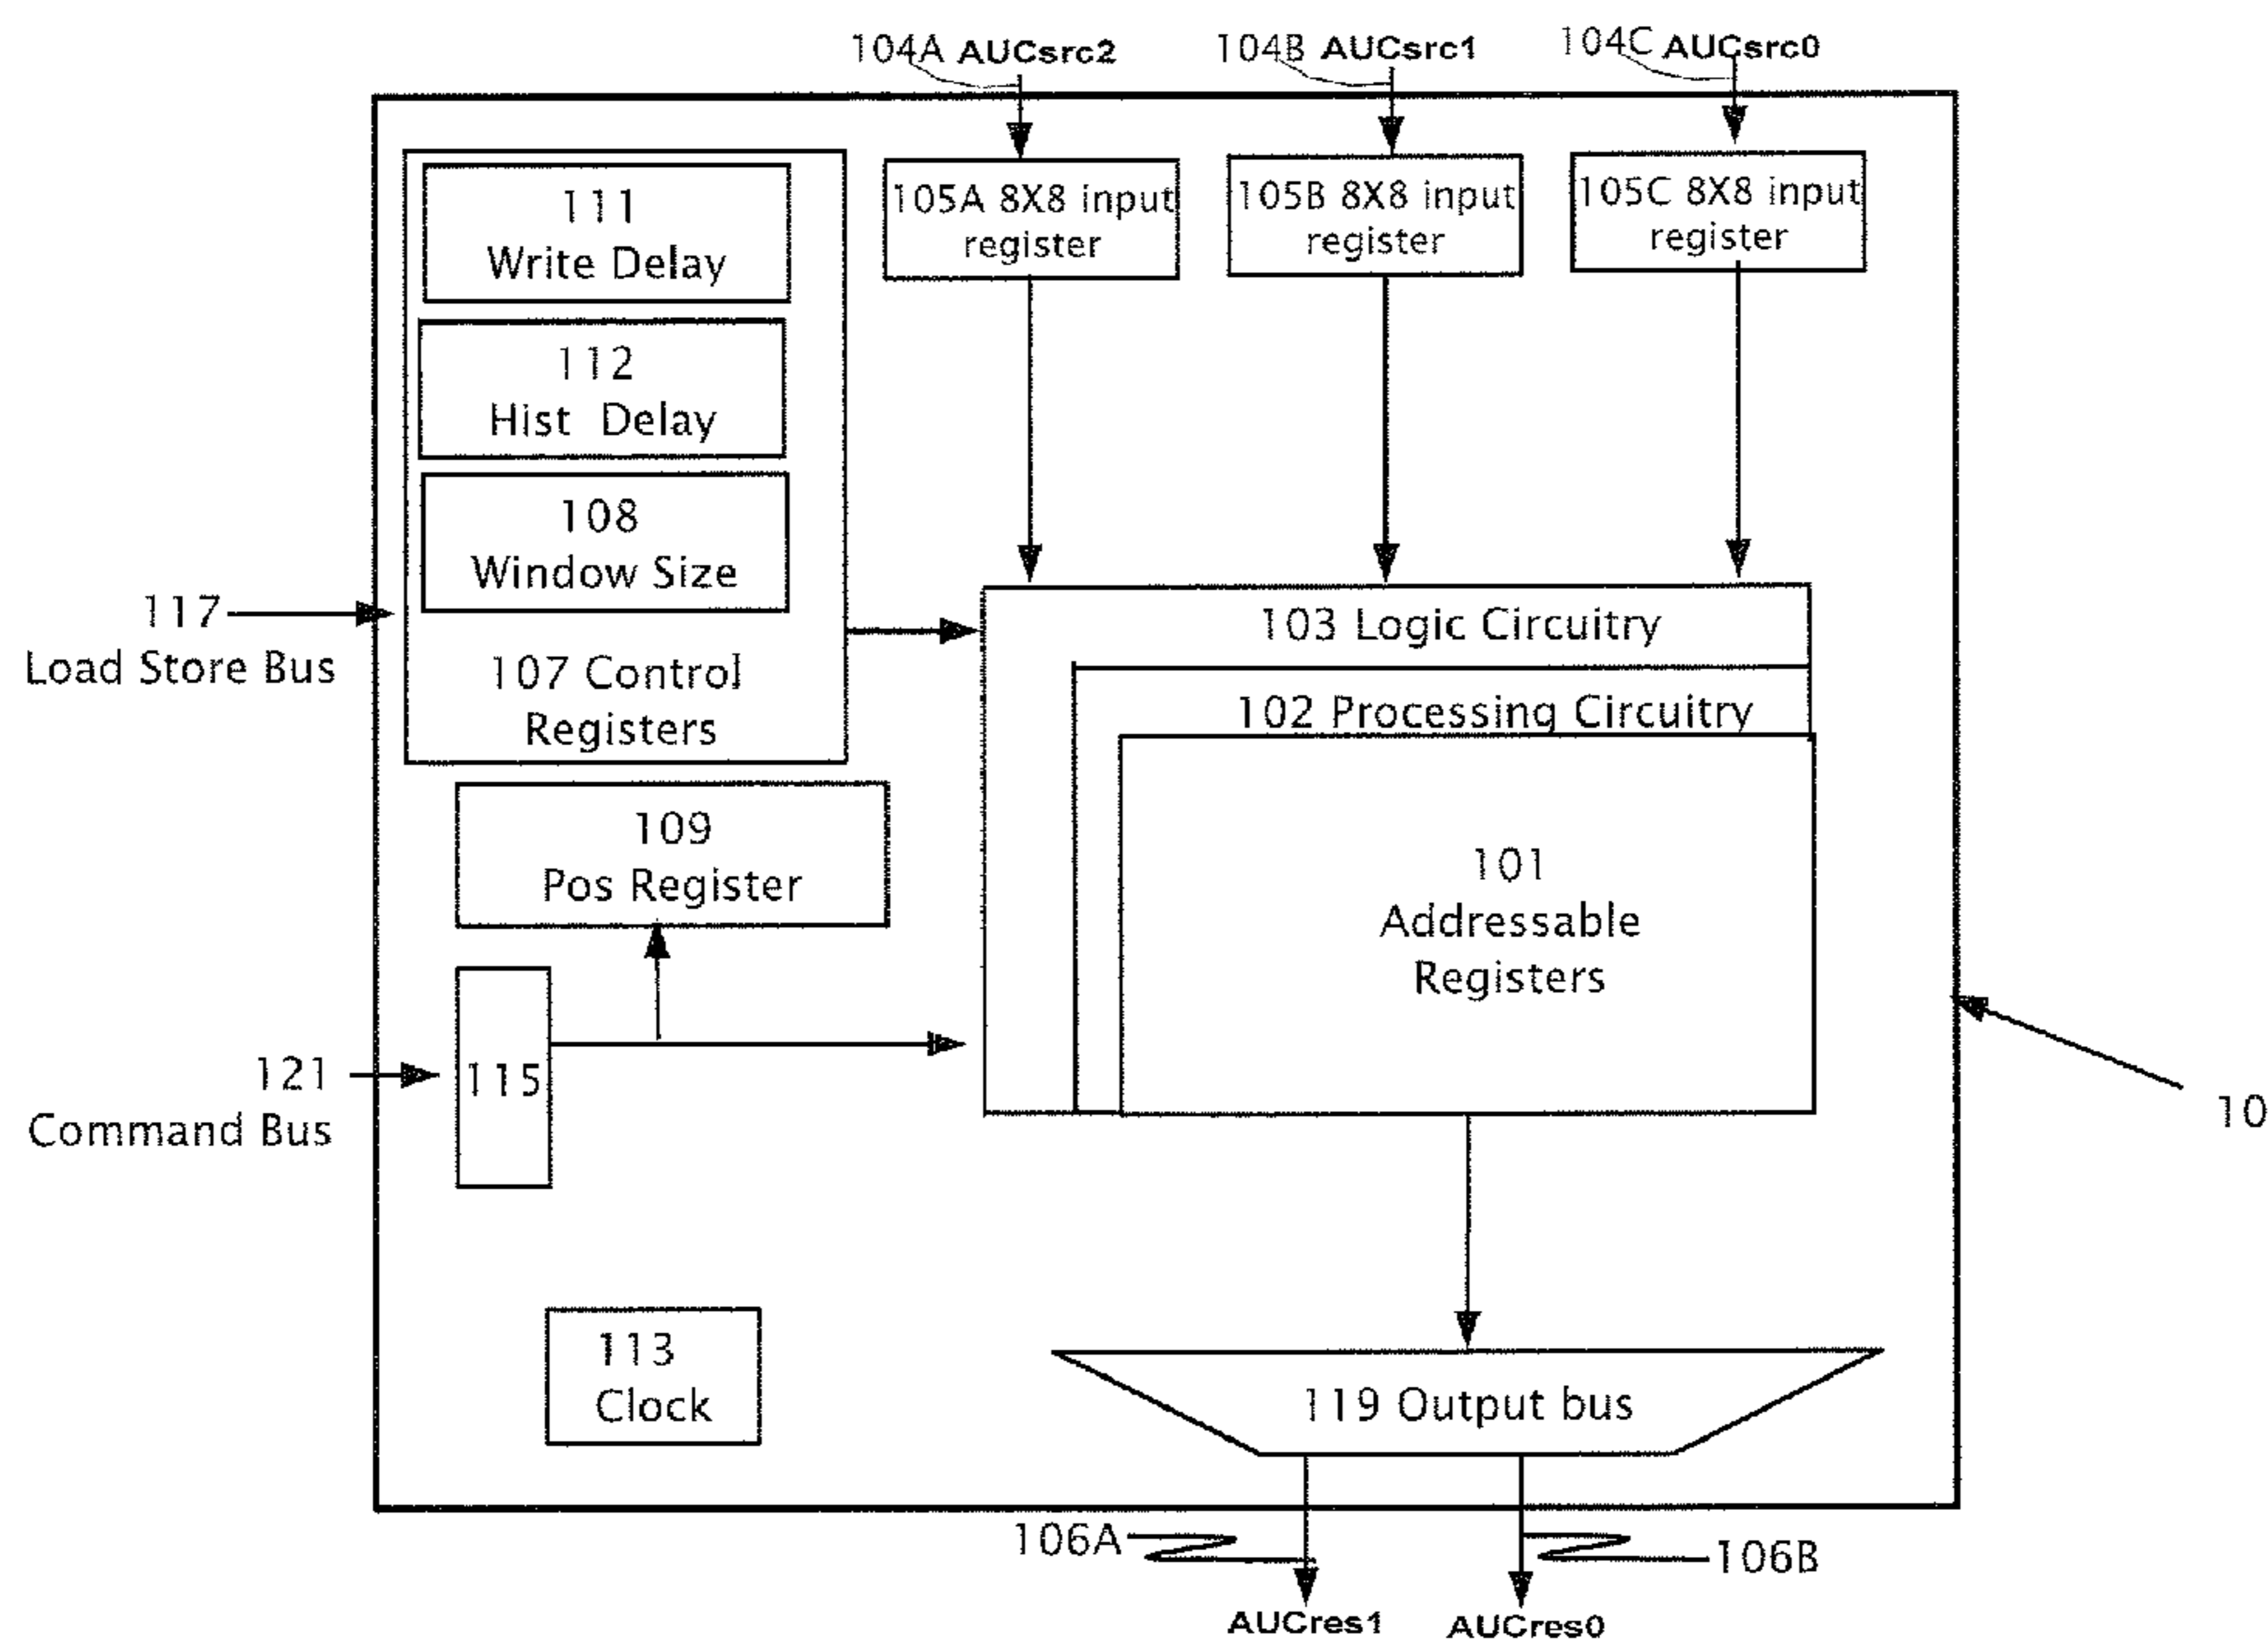 104A AUCsrc2
104B AUCsrc1
104C AUCsrc0
111
Write Delay
105A 8X8 input
register
105B 8X8 input
register
105C 8X8 input
register
112
Hist Delay
108
Window Size
117
Load Store Bus
107 Control
Registers
103 Logic Circuitry
102 Processing Circuitry
109
Pos Register
101
Addressable
Registers
121
Command Bus
115
10
113
Clock
119 Output bus
106A
106B
AUCres1
AUCres0